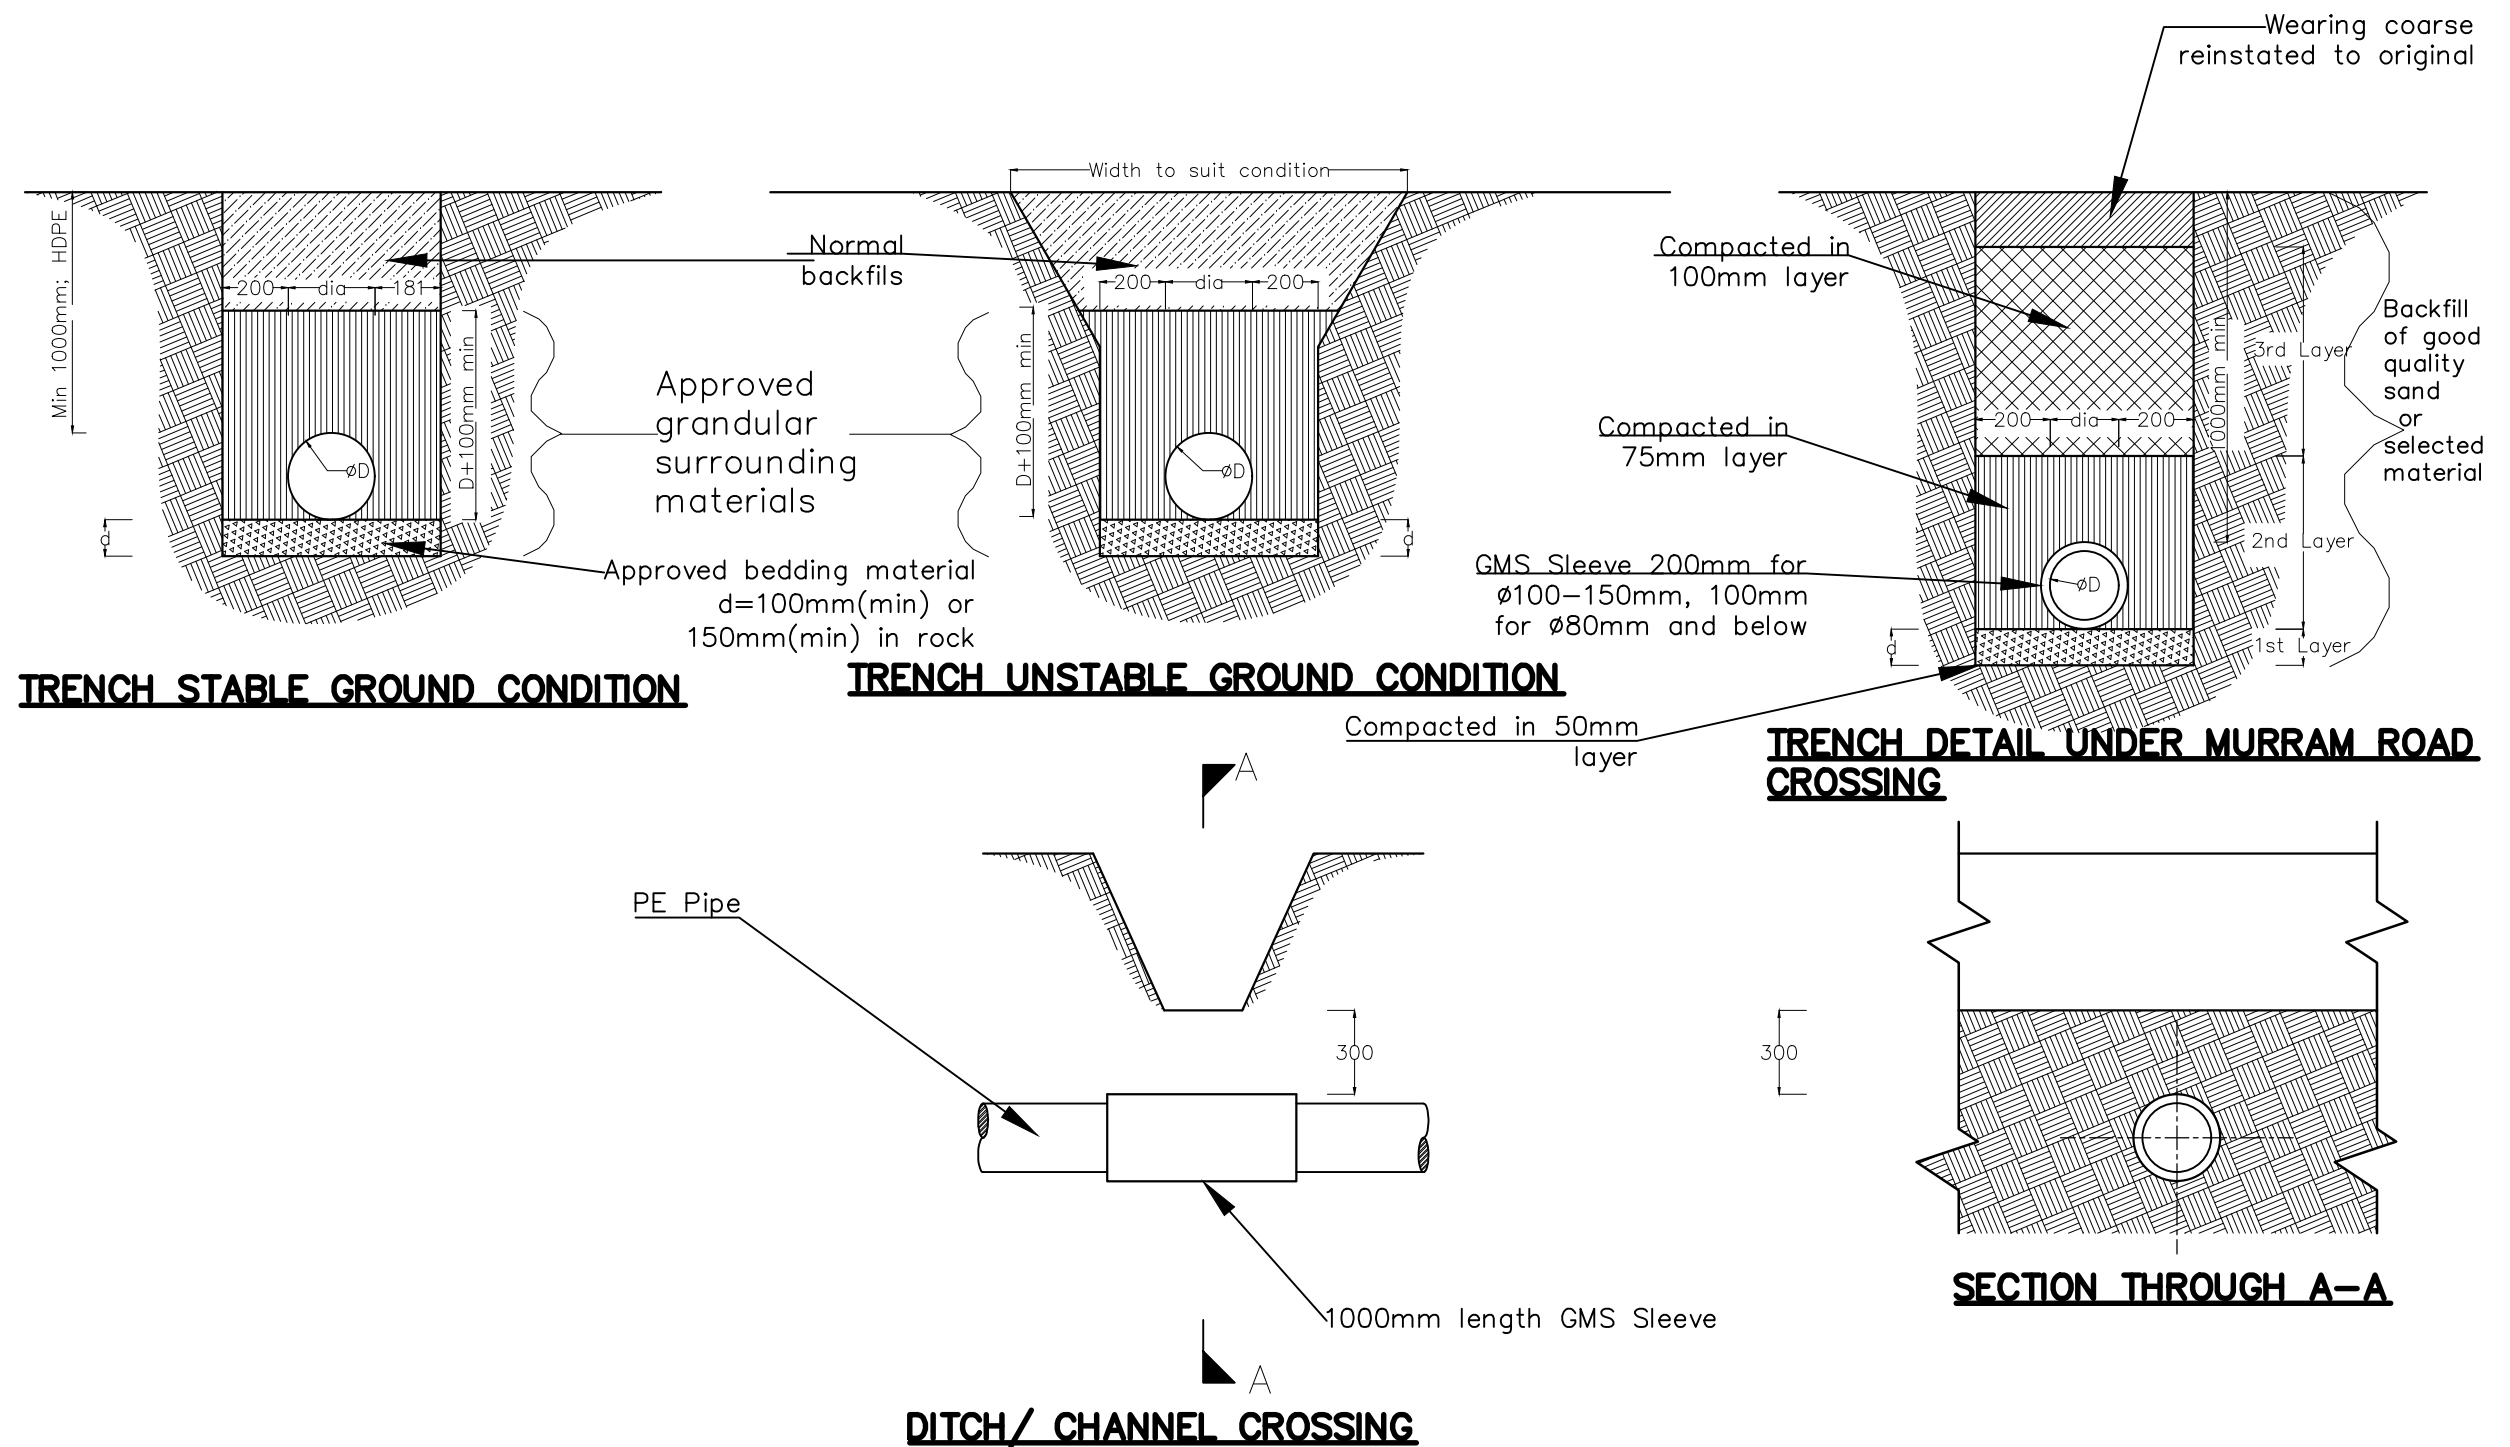 Wearing coarse
reinstated to original
Width to suit condition
Min 1000mm; HDPE
Normal
backfils
200 dia 181
D+100mm min
øD
d
Approved
grandular
surrounding
materials
Approved bedding material
d=100mm(min) or
150mm(min) in rock
TRENCH STABLE GROUND CONDITION
200 dia 200
D+100mm min
øD
d
TRENCH UNSTABLE GROUND CONDITION
Compacted in
100mm layer
Compacted in
75mm layer
GMS Sleeve 200mm for
ø100-150mm, 100mm
for ø80mm and below
Compacted in 50mm
layer
200 dia 200
1000mm min
øD
d
3rd Layer
2nd Layer
1st Layer
Backfill
of good
quality
sand
or
selected
material
TRENCH DETAIL UNDER MURRAM ROAD
CROSSING
A
PE Pipe
300
1000mm length GMS Sleeve
A
DITCH/ CHANNEL CROSSING
300
SECTION THROUGH A-A